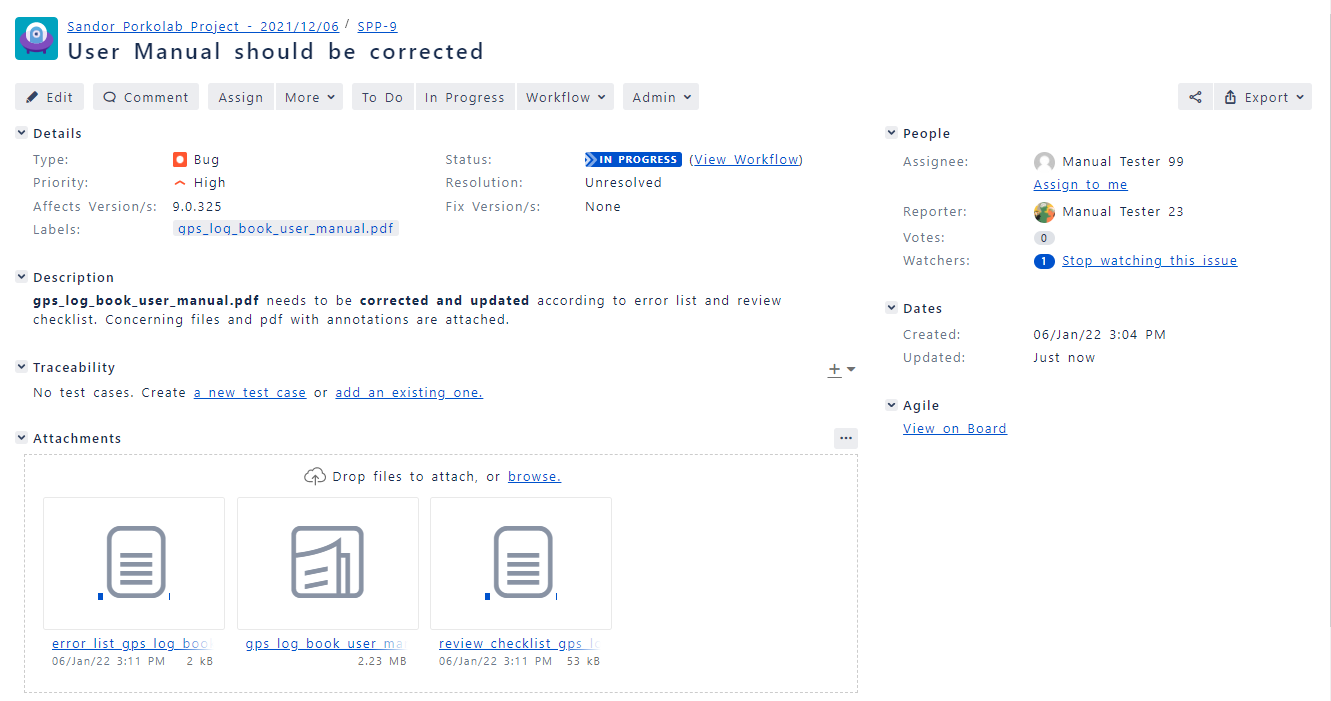 Sandor Porkolab Project - 2021/12/06 / SPP-9
User Manual should be corrected
Edit Comment Assign More To Do In Progress Workflow Admin Export
Details
Type: Bug Status: IN PROGRESS (View Workflow)
Priority: High Resolution: Unresolved
Affects Version/s: 9.0.325 Fix Version/s: None
Labels: gps_log_book_user_manual.pdf
Description
gps_log_book_user_manual.pdf needs to be corrected and updated according to error list and review
checklist. Concerning files and pdf with annotations are attached.
Traceability
No test cases. Create a new test case or add an existing one.
Attachments
Drop files to attach, or browse.
error_list_gps_log_boo
06/Jan/22 3:11 PM 2 kB
gps_log_book_user_ma
2.23 MB
review_checklist_gps_lo
06/Jan/22 3:11 PM 53 kB
People
Assignee: Manual Tester 99
Assign to me
Reporter: Manual Tester 23
Votes: 0
Watchers: 1 Stop watching this issue
Dates
Created: 06/Jan/22 3:04 PM
Updated: Just now
Agile
View on Board